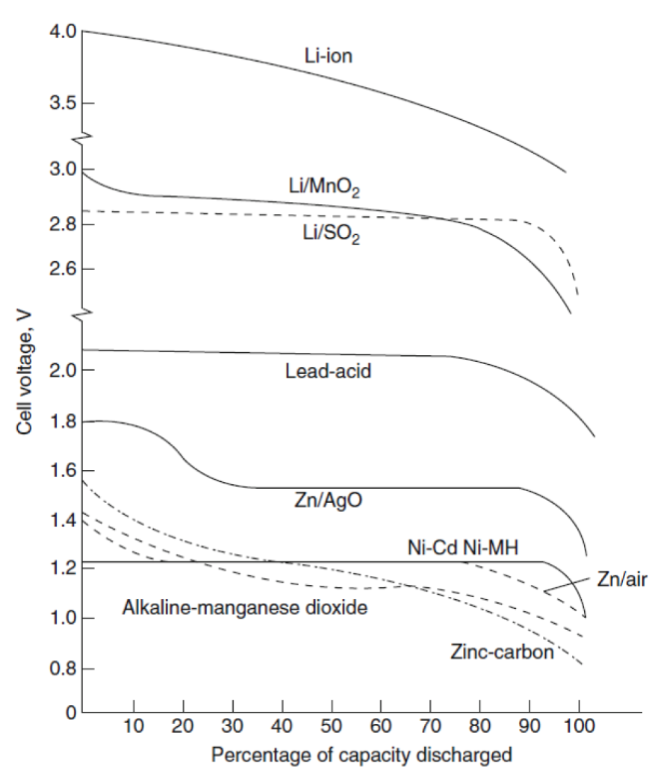 4.0
Li-ion
3.5
3.0
Li/MnO₂
2.8
Li/SO₂
2.6
Cell voltage, V
2.0
Lead-acid
1.8
1.6
Zn/AgO
1.4
Ni-Cd Ni-MH
1.2
Zn/air
Alkaline-manganese dioxide
1.0
Zinc-carbon
0.8
0
10 20 30 40 50 60 70 80 90 100
Percentage of capacity discharged